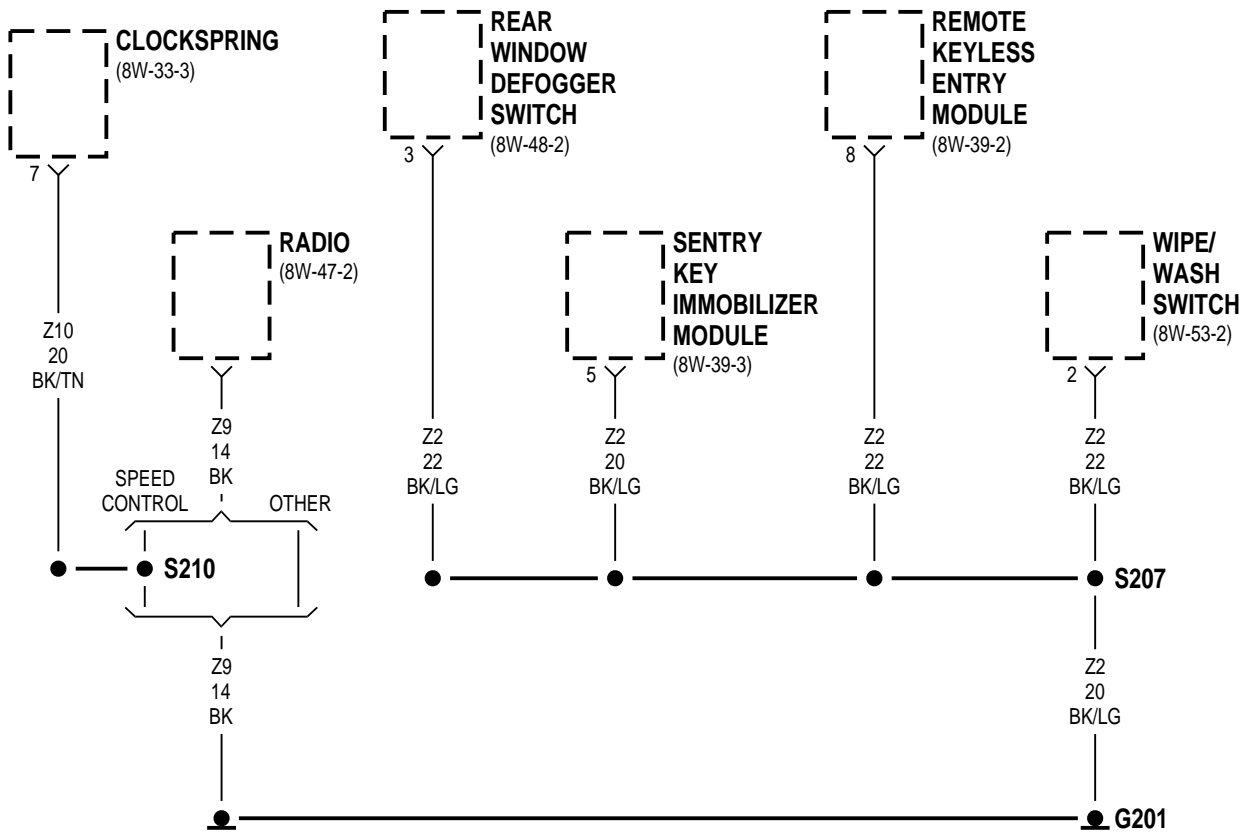 CLOCKSPRING
(8W-33-3)
7
REAR
WINDOW
DEFOGGER
SWITCH
(8W-48-2)
3
REMOTE
KEYLESS
ENTRY
MODULE
(8W-39-2)
8
RADIO
(8W-47-2)
SENTRY
KEY
IMMOBILIZER
MODULE
(8W-39-3)
5
WIPE/
WASH
SWITCH
(8W-53-2)
2
Z10
20
BK/TN
Z9
14
BK
Z2
22
BK/LG
Z2
20
BK/LG
Z2
22
BK/LG
Z2
22
BK/LG
SPEED
CONTROL
OTHER
S210
S207
Z9
14
BK
Z2
20
BK/LG
G201